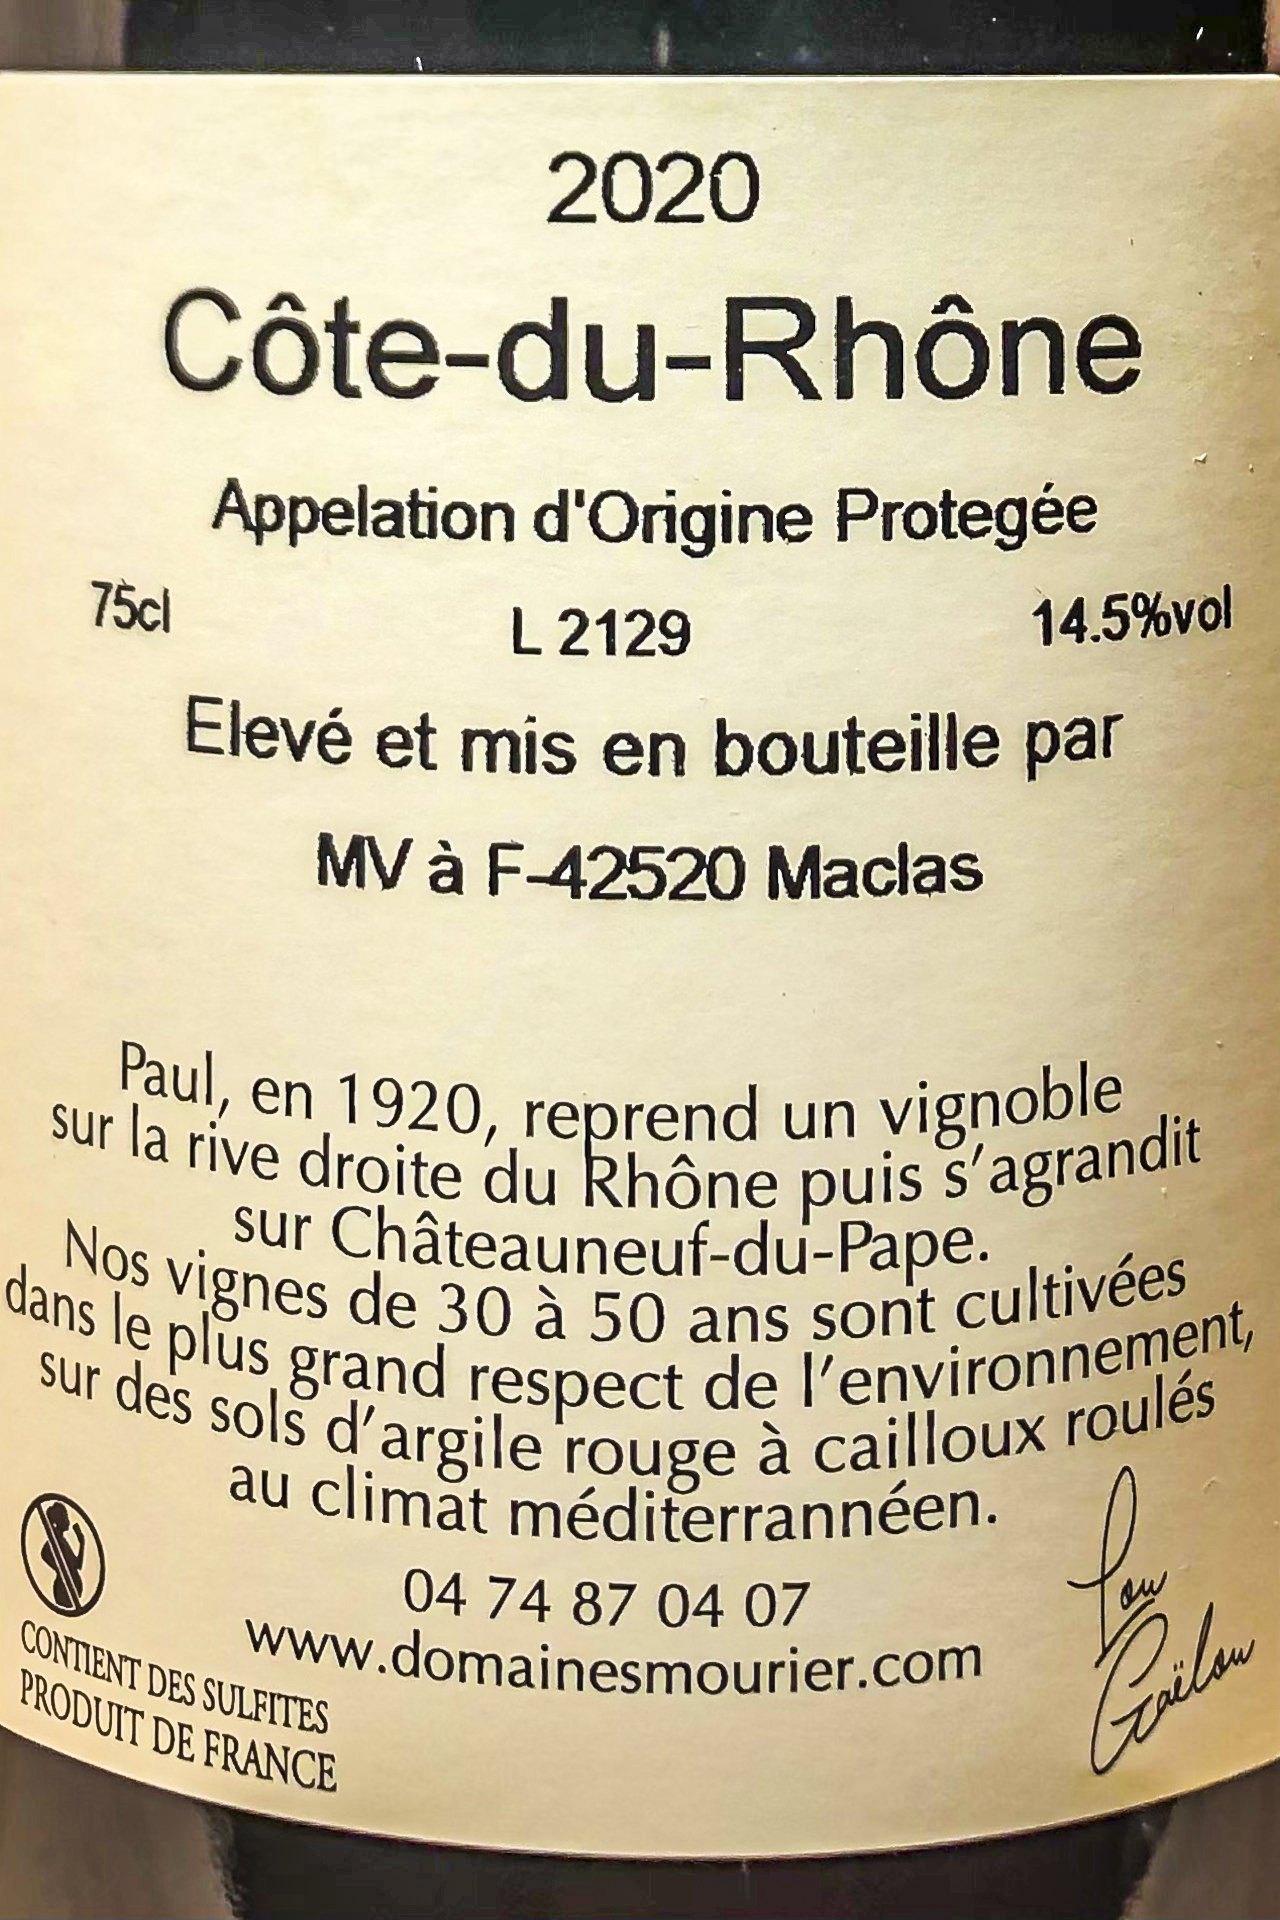 2020
Côte-du-Rhône
Appelation d'Origine Protegée
75cl L 2129 14.5%vol
Elevé et mis en bouteille par
MV à F-42520 Maclas
Paul, en 1920, reprend un vignoble
sur la rive droite du Rhône puis s'agrandit
sur Châteauneuf-du-Pape.
Nos vignes de 30 à 50 ans sont cultivées
dans le plus grand respect de l'environnement,
sur des sols d'argile rouge à cailloux roulés
au climat méditerrannéen.
04 74 87 04 07
www.domainesmourier.com
CONTIENT DES SULFITES
PRODUIT DE FRANCE
Lou
Gaëlou